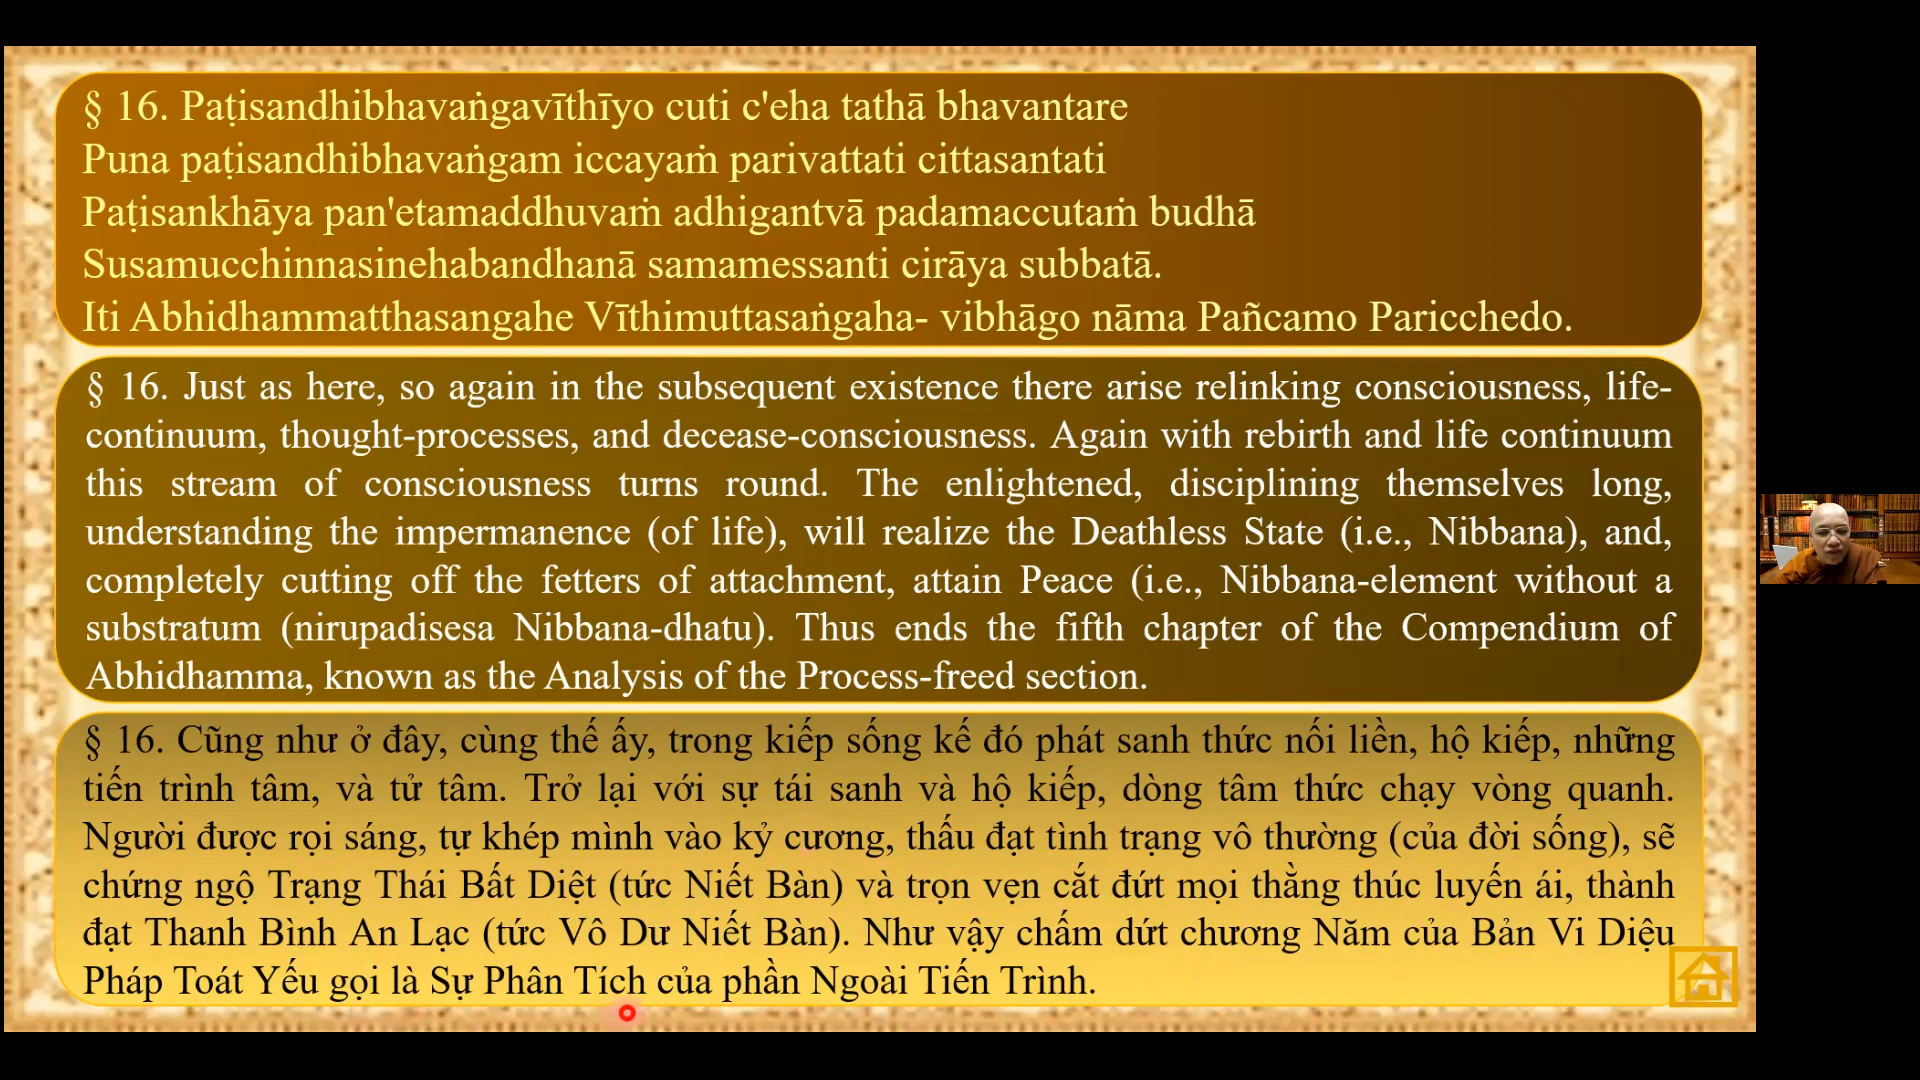 § 16. Paṭisandhibhavaṅgavīthīyo cuti c'eha tathā bhavantare
Puna paṭisandhibhavaṅgam iccayaṁ parivattati cittasantati
Paṭisankhāya pan'etamaddhuvaṁ adhigantvā padamaccutaṁ budhā
Susamucchinnasinehabandhanā samamessanti cirāya subbatā.
Iti Abhidhammatthasangahe Vīthimuttasaṅgaha- vibhāgo nāma Pañcamo Paricchedo.
§ 16. Just as here, so again in the subsequent existence there arise relinking consciousness, life-
continuum, thought-processes, and decease-consciousness. Again with rebirth and life continuum
this stream of consciousness turns round. The enlightened, disciplining themselves long,
understanding the impermanence (of life), will realize the Deathless State (i.e., Nibbana), and,
completely cutting off the fetters of attachment, attain Peace (i.e., Nibbana-element without a
substratum (nirupadisesa Nibbana-dhatu). Thus ends the fifth chapter of the Compendium of
Abhidhamma, known as the Analysis of the Process-freed section.
§ 16. Cũng như ở đây, cùng thế ấy, trong kiếp sống kế đó phát sanh thức nối liền, hộ kiếp, những
tiến trình tâm, và tử tâm. Trở lại với sự tái sanh và hộ kiếp, dòng tâm thức chạy vòng quanh.
Người được rọi sáng, tự khép mình vào kỷ cương, thấu đạt tình trạng vô thường (của đời sống), sẽ
chứng ngộ Trạng Thái Bất Diệt (tức Niết Bàn) và trọn vẹn cắt đứt mọi thằng thúc luyến ái, thành
đạt Thanh Bình An Lạc (tức Vô Dư Niết Bàn). Như vậy chấm dứt chương Năm của Bản Vi Diệu
Pháp Toát Yếu gọi là Sự Phân Tích của phần Ngoài Tiến Trình.